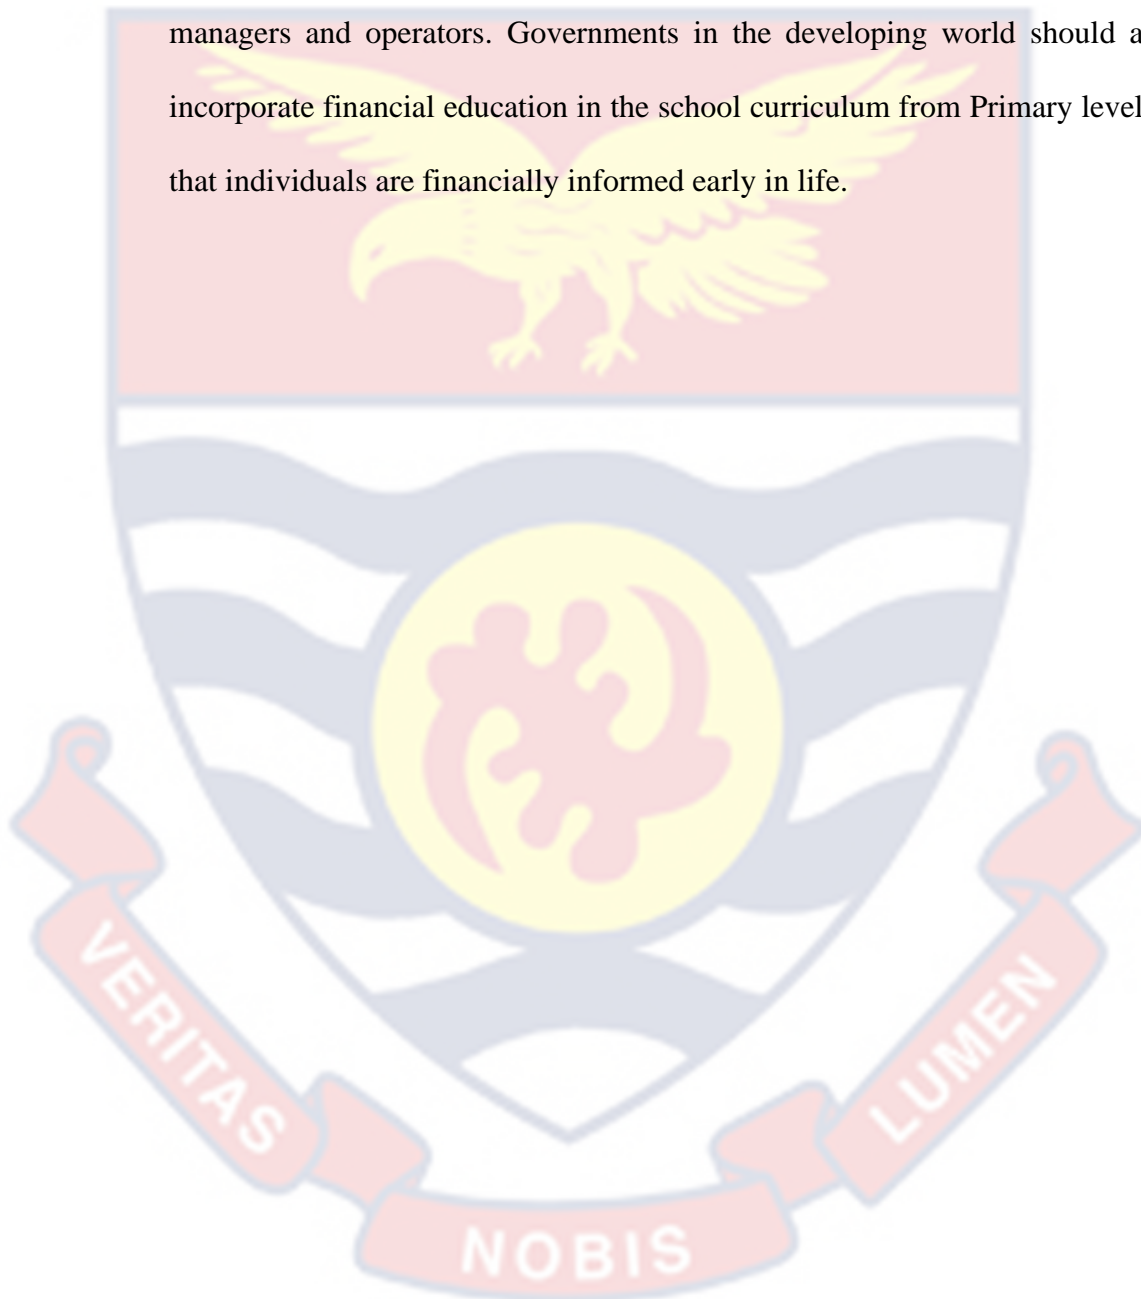 managers and operators. Governments in the developing world should a
incorporate financial education in the school curriculum from Primary level
that individuals are financially informed early in life.
VERITAS
NOBIS
LUMEN